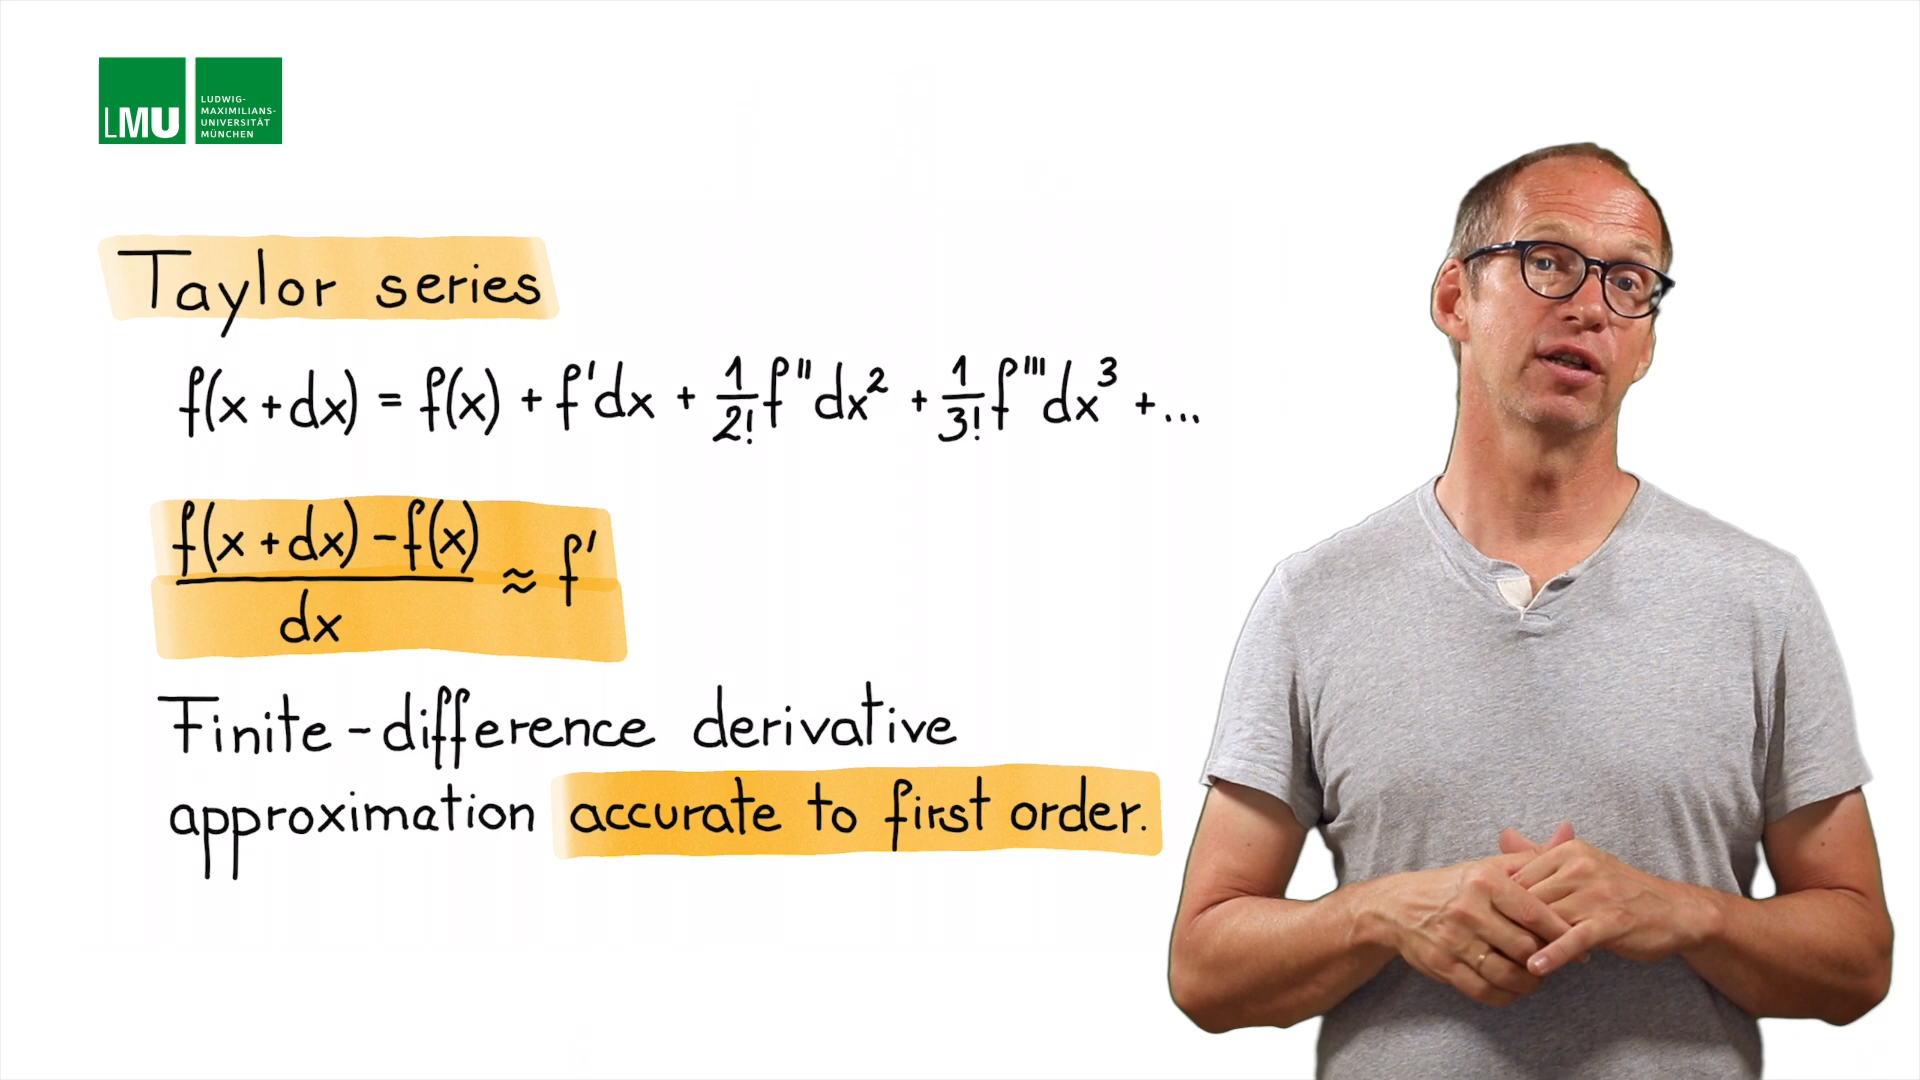 LMU
LUDWIG-
MAXIMILIANS-
UNIVERSITÄT
MÜNCHEN
Taylor series
f(x+dx) = f(x) + f'dx + 1/2! f''dx² + 1/3! f'''dx³ + ...
f(x+dx) - f(x)
dx
≈ f'
Finite-difference derivative
approximation accurate to first order.